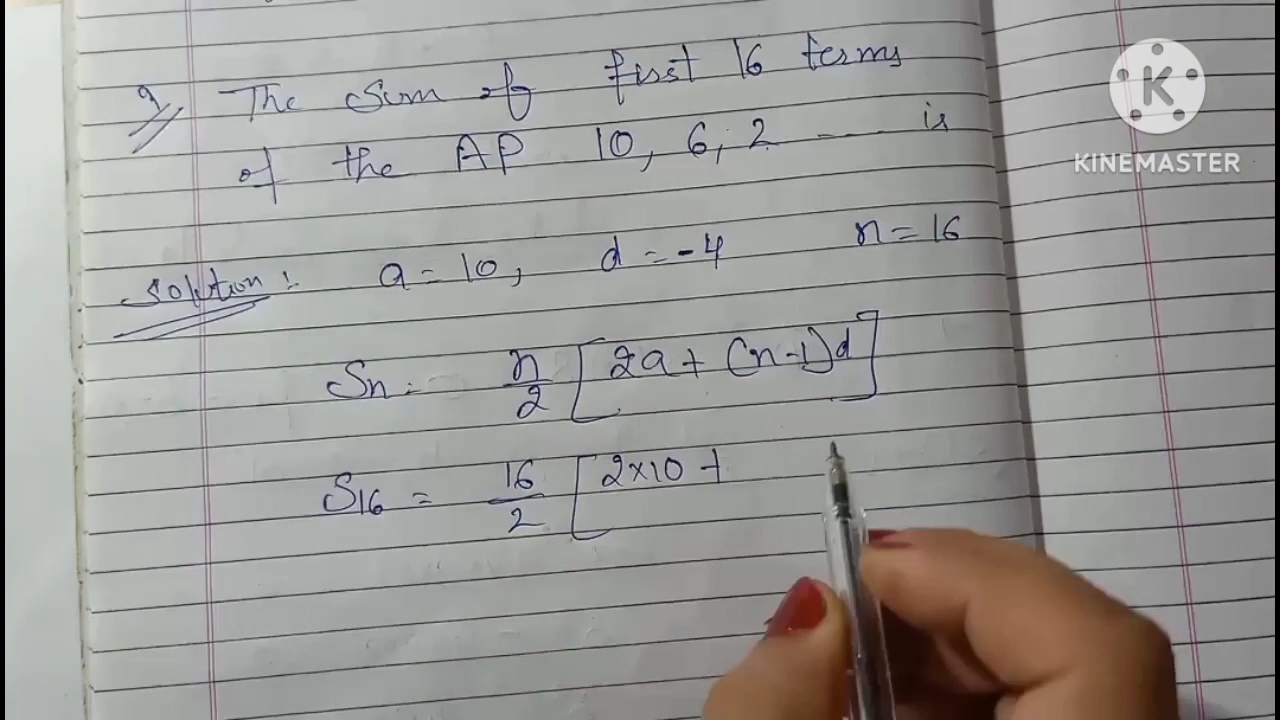 Q The sum of first 16 terms
of the AP 10, 6, 2 ---- is
Solution : a = 10, d = -4 n = 16
Sn = n/2 [2a + (n-1)d]
S16 = 16/2 [2×10 +
K
KINEMASTER